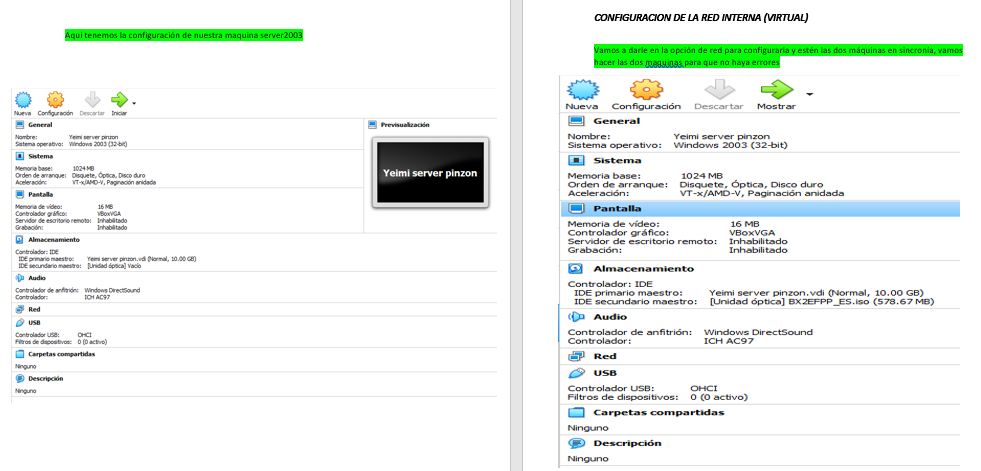 Aquí tenemos la configuración de nuestra maquina server2003
Nueva Configuración Descartar Iniciar
General
Nombre: Yeimi server pinzon
Sistema operativo: Windows 2003 (32-bit)
Sistema
Memoria base: 1024 MB
Orden de arranque: Disquete, Óptica, Disco duro
Aceleración: VT-x/AMD-V, Paginación anidada
Pantalla
Memoria de vídeo: 16 MB
Controlador gráfico: VBoxVGA
Servidor de escritorio remoto: Inhabilitado
Grabación: Inhabilitado
Almacenamiento
Controlador: IDE
IDE primario maestro: Yeimi server pinzon.vdi (Normal, 10.00 GB)
IDE secundario maestro: [Unidad óptica] Vacío
Audio
Controlador de anfitrión: Windows DirectSound
Controlador: ICH AC97
Red
USB
Controlador USB: OHCI
Filtros de dispositivos: 0 (0 activo)
Carpetas compartidas
Ninguno
Descripción
Ninguno
Previsualización
Yeimi server pinzon
CONFIGURACION DE LA RED INTERNA (VIRTUAL)
Vamos a darle en la opción de red para configurarla y estén las dos máquinas en sincronía, vamos
hacer las dos maquinas para que no haya errores
Nueva Configuración Descartar Mostrar
General
Nombre: Yeimi server pinzon
Sistema operativo: Windows 2003 (32-bit)
Sistema
Memoria base: 1024 MB
Orden de arranque: Disquete, Óptica, Disco duro
Aceleración: VT-x/AMD-V, Paginación anidada
Pantalla
Memoria de vídeo: 16 MB
Controlador gráfico: VBoxVGA
Servidor de escritorio remoto: Inhabilitado
Grabación: Inhabilitado
Almacenamiento
Controlador: IDE
IDE primario maestro: Yeimi server pinzon.vdi (Normal, 10.00 GB)
IDE secundario maestro: [Unidad óptica] BX2EFPP_ES.iso (578.67 MB)
Audio
Controlador de anfitrión: Windows DirectSound
Controlador: ICH AC97
Red
USB
Controlador USB: OHCI
Filtros de dispositivos: 0 (0 activo)
Carpetas compartidas
Ninguno
Descripción
Ninguno